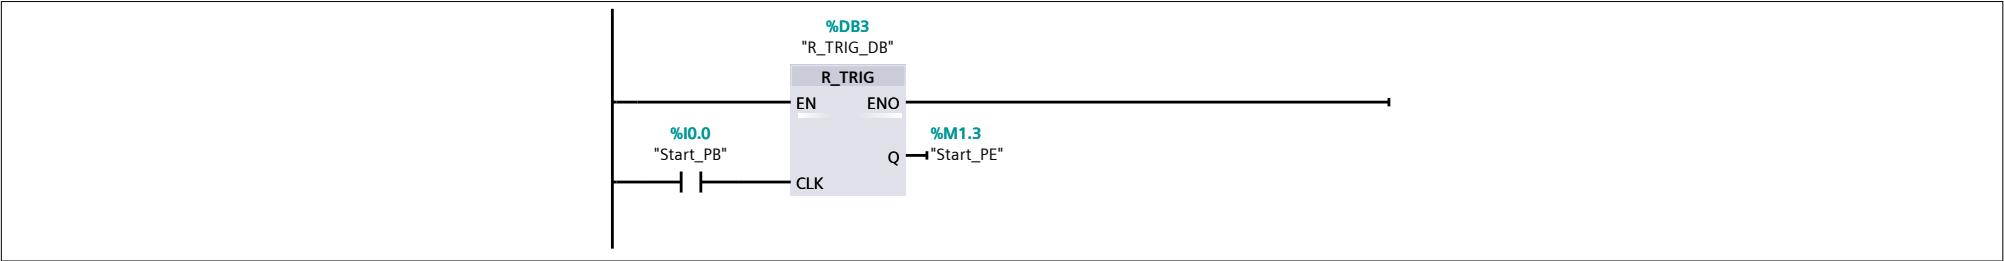 %DB3
"R_TRIG_DB"
R_TRIG
EN ENO
%I0.0 %M1.3
"Start_PB" Q "Start_PE"
CLK